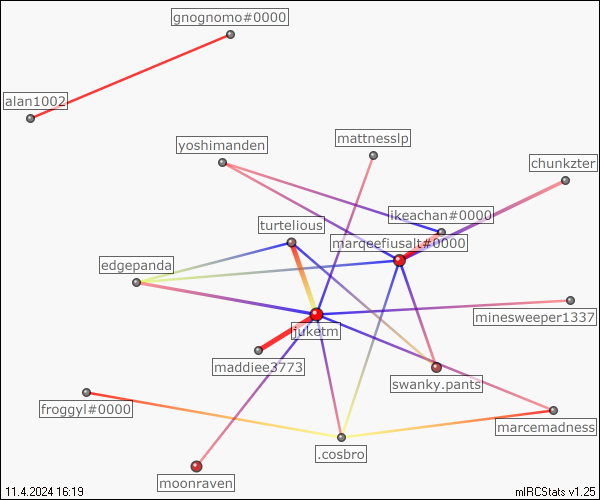 gnognomo#0000
alan1002
mattnesslp
yoshimanden
chunkzter
ikeachan#0000
turtelious
marqeefiusalt#0000
edgepanda
minesweeper1337
juketm
maddiee3773
swanky.pants
froggyl#0000
marcemadness
.cosbro
moonraven
11.4.2024 16:19
mIRCStats v1.25